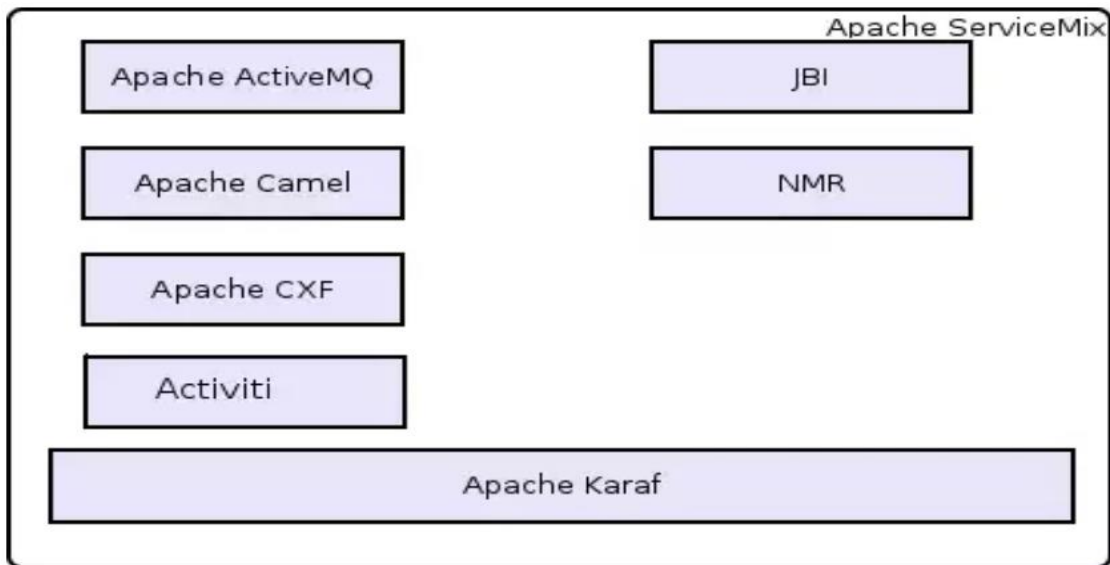 Apache ServiceMix
Apache ActiveMQ
JBI
Apache Camel
NMR
Apache CXF
Activiti
Apache Karaf